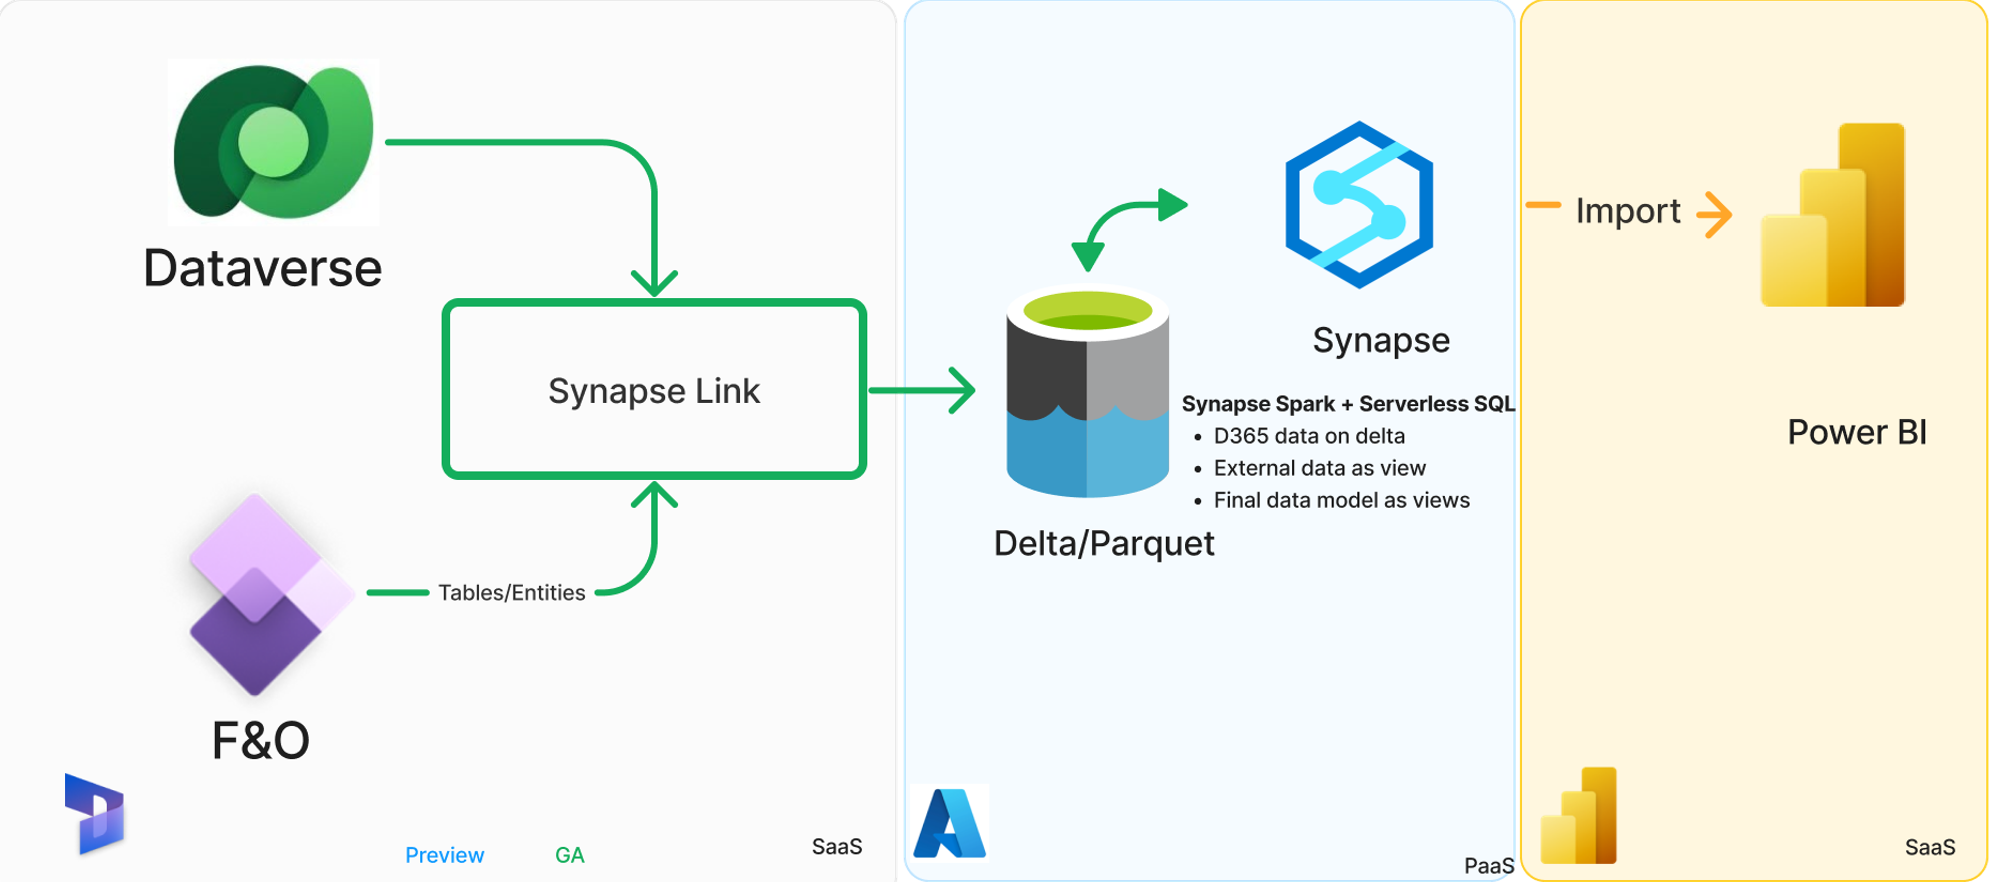 Dataverse
Synapse Link
Tables/Entities
F&O
Preview
GA
SaaS
Synapse
Synapse Spark + Serverless SQL
• D365 data on delta
• External data as view
• Final data model as views
Delta/Parquet
PaaS
Import
Power BI
SaaS